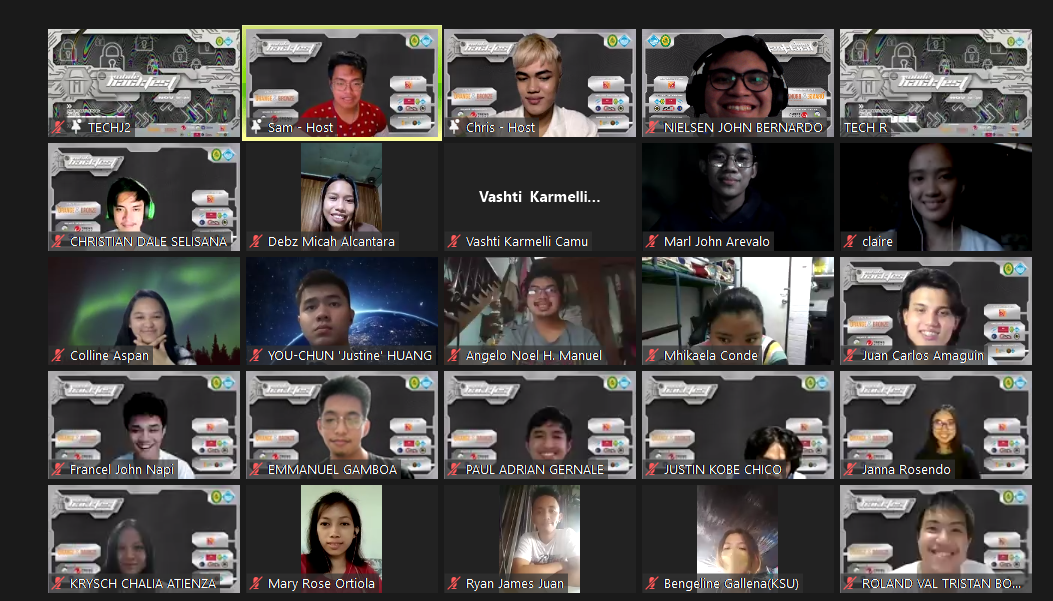 TECHJ2
Sam - Host
Chris - Host
NIELSEN JOHN BERNARDO
TECH R
CHRISTIAN DALE SELISANA
Debz Micah Alcantara
Vashti Karmelli...
Vashti Karmelli Camu
Marl John Arevalo
claire
Colline Aspan
YOU-CHUN 'Justine' HUANG
Angelo Noel H. Manuel
Mhikaela Conde
Juan Carlos Amaguin
Francel John Napi
EMMANUEL GAMBOA
PAUL ADRIAN GERNALE
JUSTIN KOBE CHICO
Janna Rosendo
KRYSCH CHALIA ATIENZA
Mary Rose Ortiola
Ryan James Juan
Bengeline Gallena(KSU)
ROLAND VAL TRISTAN BO...